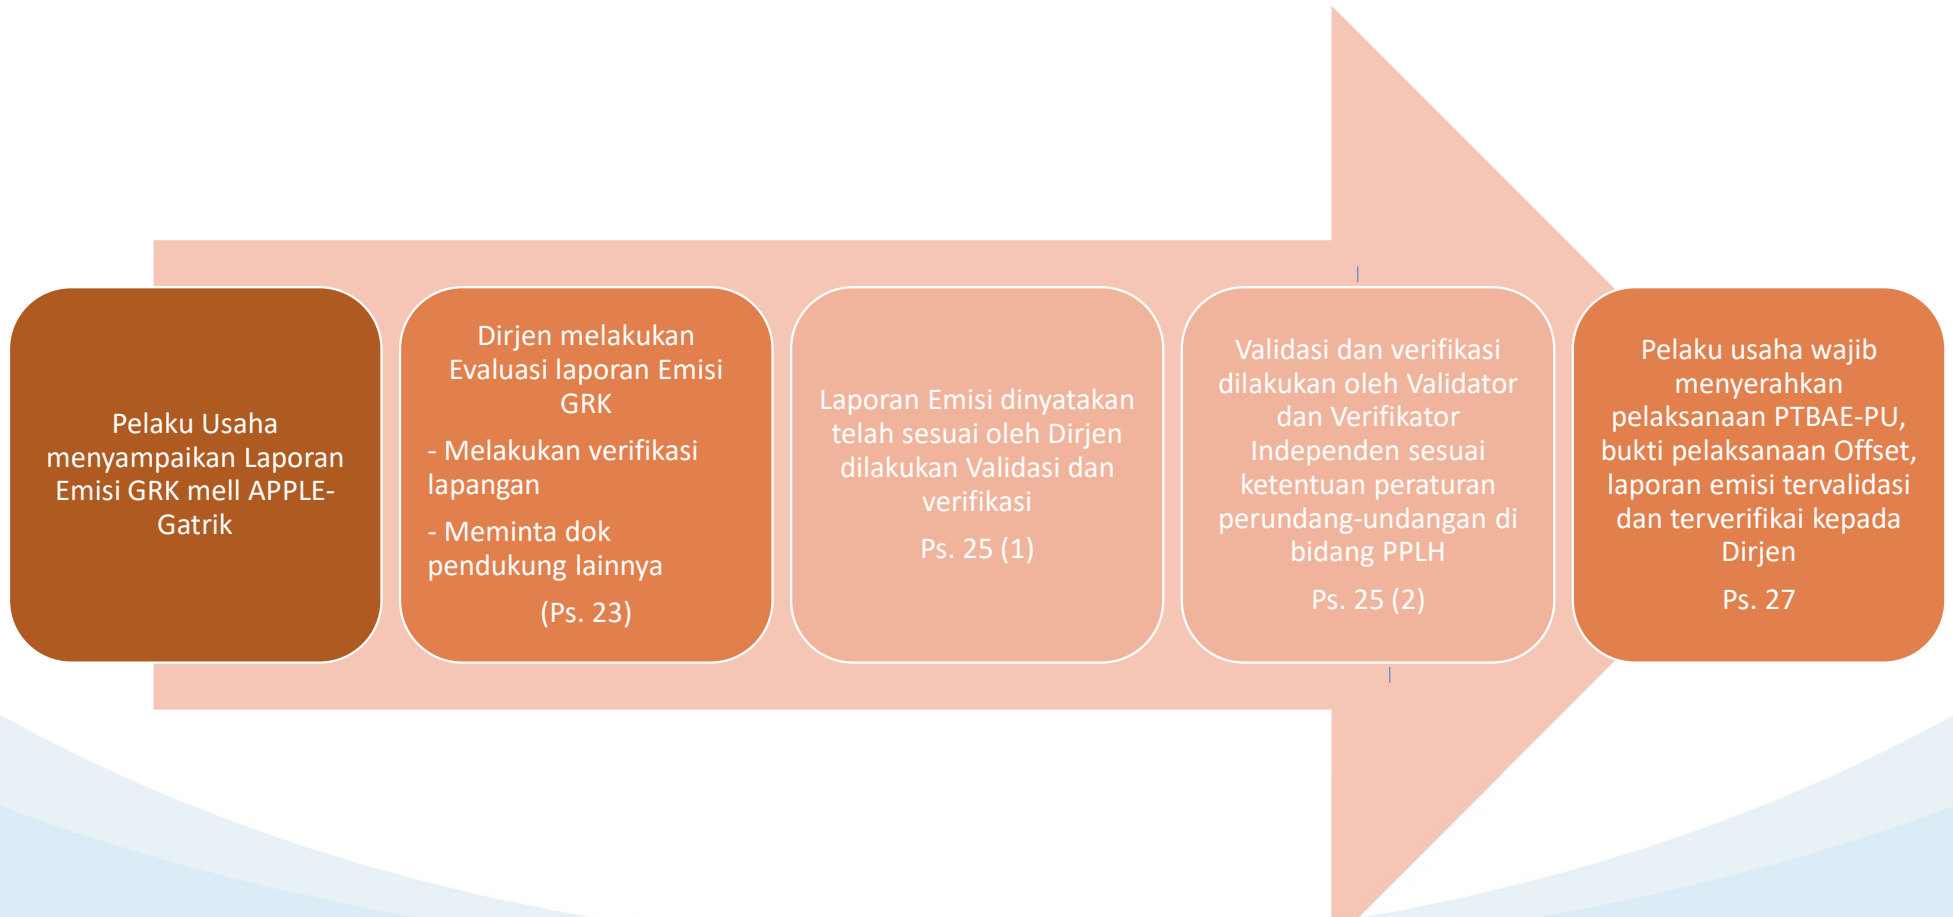 Pelaku Usaha
menyampaikan Laporan
Emisi GRK mell APPLE-
Gatrik
Dirjen melakukan
Evaluasi laporan Emisi
GRK
- Melakukan verifikasi
lapangan
- Meminta dok
pendukung lainnya
(Ps. 23)
Laporan Emisi dinyatakan
telah sesuai oleh Dirjen
dilakukan Validasi dan
verifikasi
Ps. 25 (1)
Validasi dan verifikasi
dilakukan oleh Validator
dan Verifikator
Independen sesuai
ketentuan peraturan
perundang-undangan di
bidang PPLH
Ps. 25 (2)
Pelaku usaha wajib
menyerahkan
pelaksanaan PTBAE-PU,
bukti pelaksanaan Offset,
laporan emisi tervalidasi
dan terverifikai kepada
Dirjen
Ps. 27